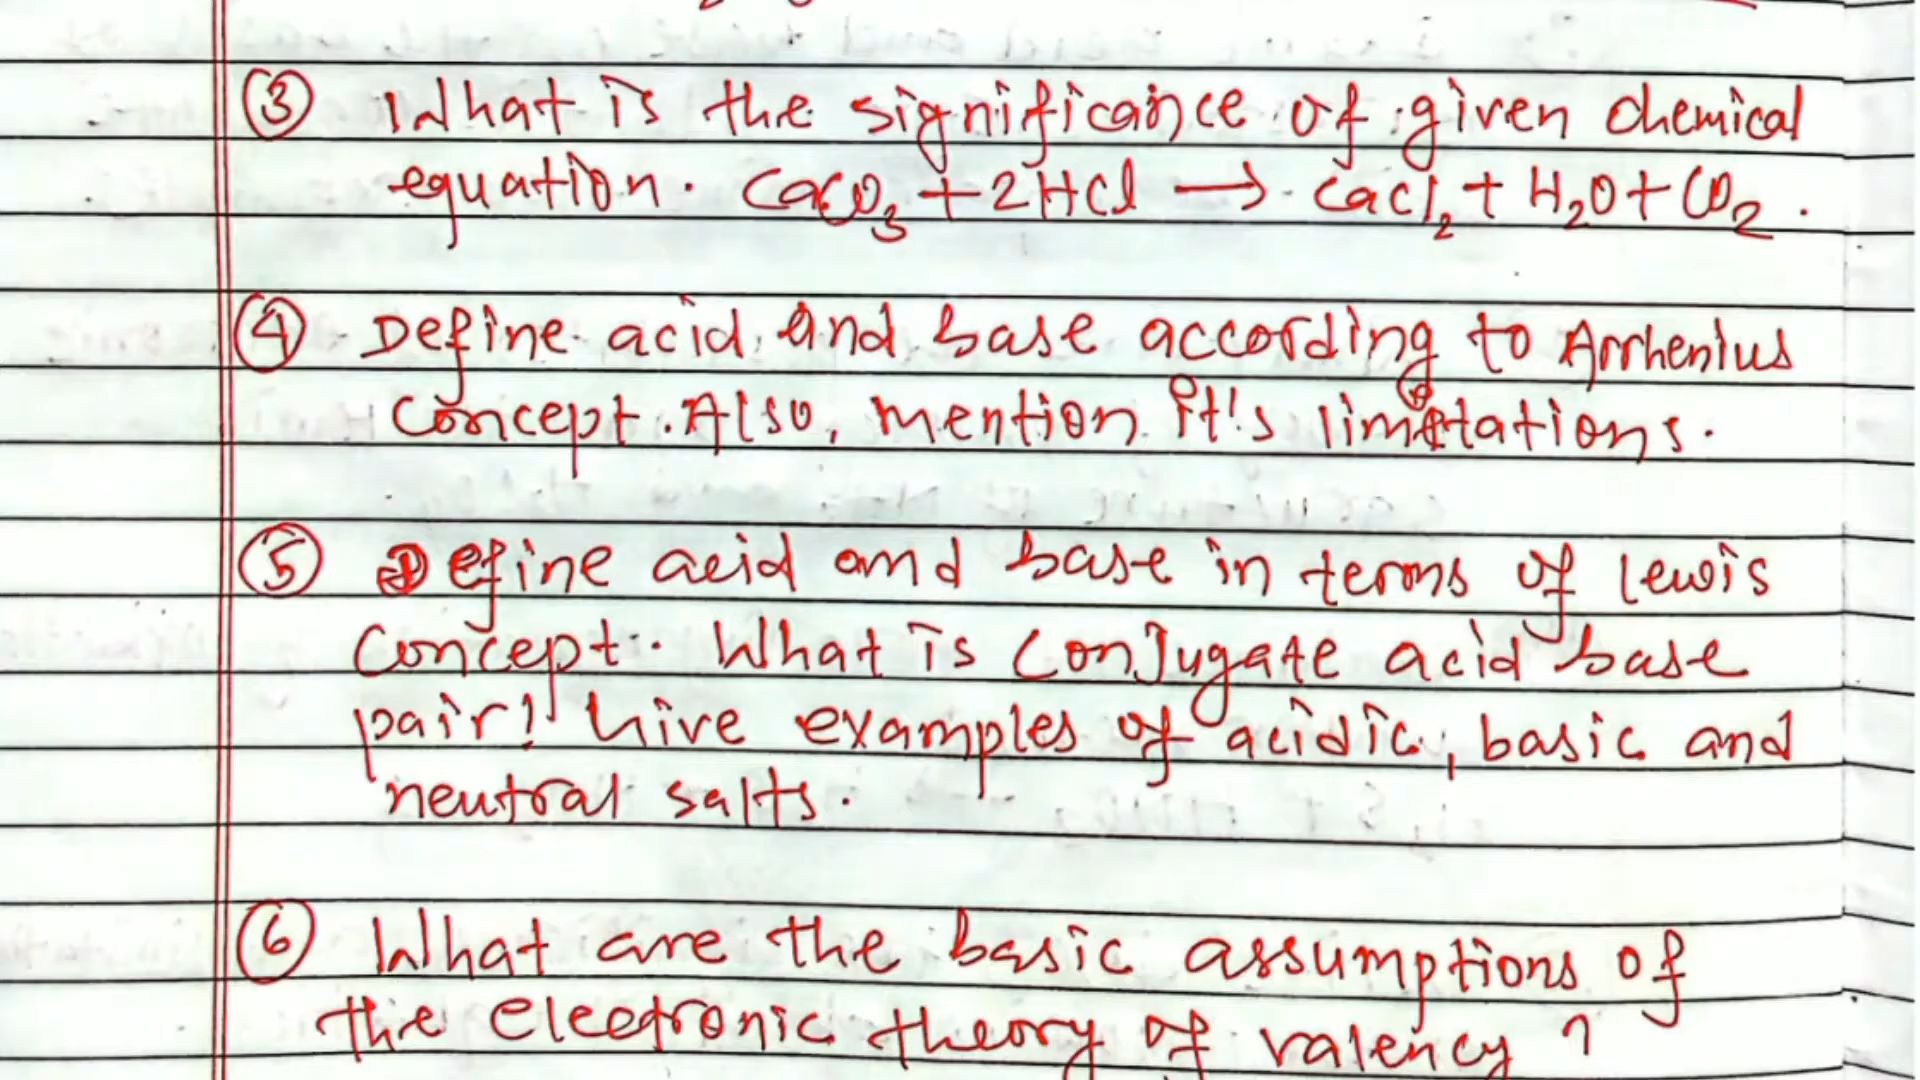 ③ What is the significance of given chemical
equation. CaCO₃ + 2HCl → CaCl₂ + H₂O + CO₂.
④ Define acid and base according to Arrhenius
concept. Also, mention it's limitations.
⑤ Define acid and base in terms of lewis
concept. What is conjugate acid base
pair? Give examples of acidic, basic and
neutral salts.
⑥ What are the basic assumptions of
the electronic theory of valency ?